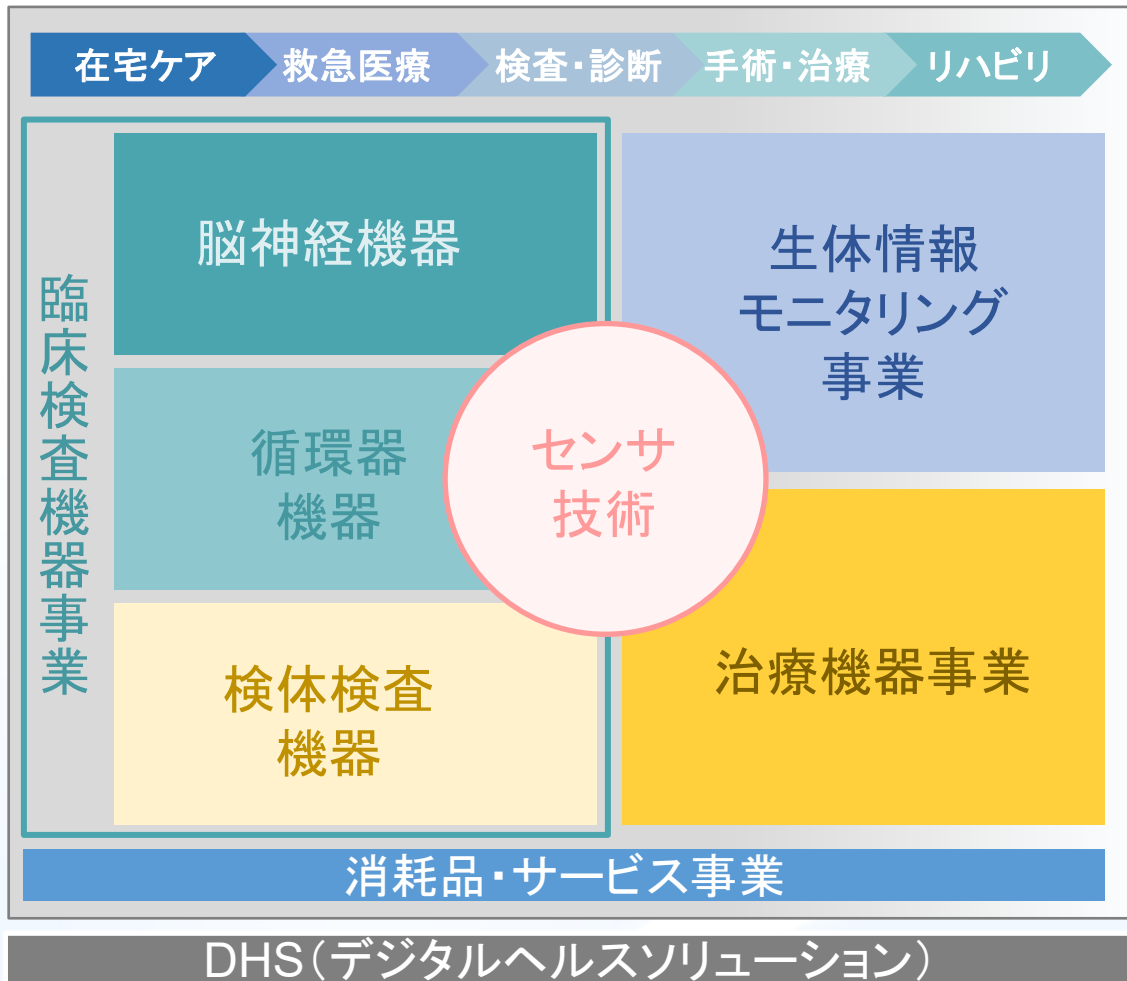 在宅ケア
救急医療
検査・診断
手術・治療
リハビリ
臨床検査機器事業
脳神経機器
循環器
機器
検体検査
機器
センサ
技術
生体情報
モニタリング
事業
治療機器事業
消耗品・サービス事業
DHS(デジタルヘルスソリューション)